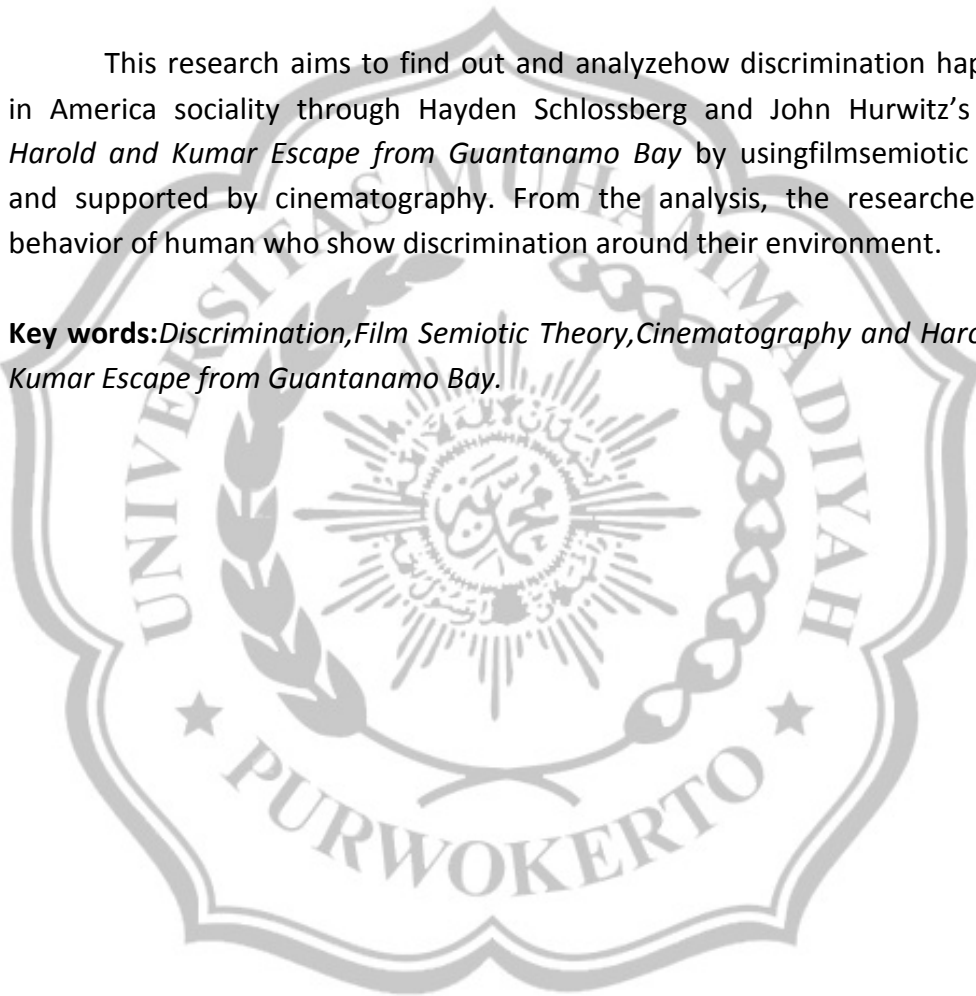 This research aims to find out and analyzehow discrimination hap
in America sociality through Hayden Schlossberg and John Hurwitz’s
Harold and Kumar Escape from Guantanamo Bay by usingfilmsemiotic
and supported by cinematography. From the analysis, the researche
behavior of human who show discrimination around their environment.
Key words:Discrimination,Film Semiotic Theory,Cinematography and Haro
Kumar Escape from Guantanamo Bay.
UNIVERSITAS MUHAMMADIYAH
PURWOKERTO